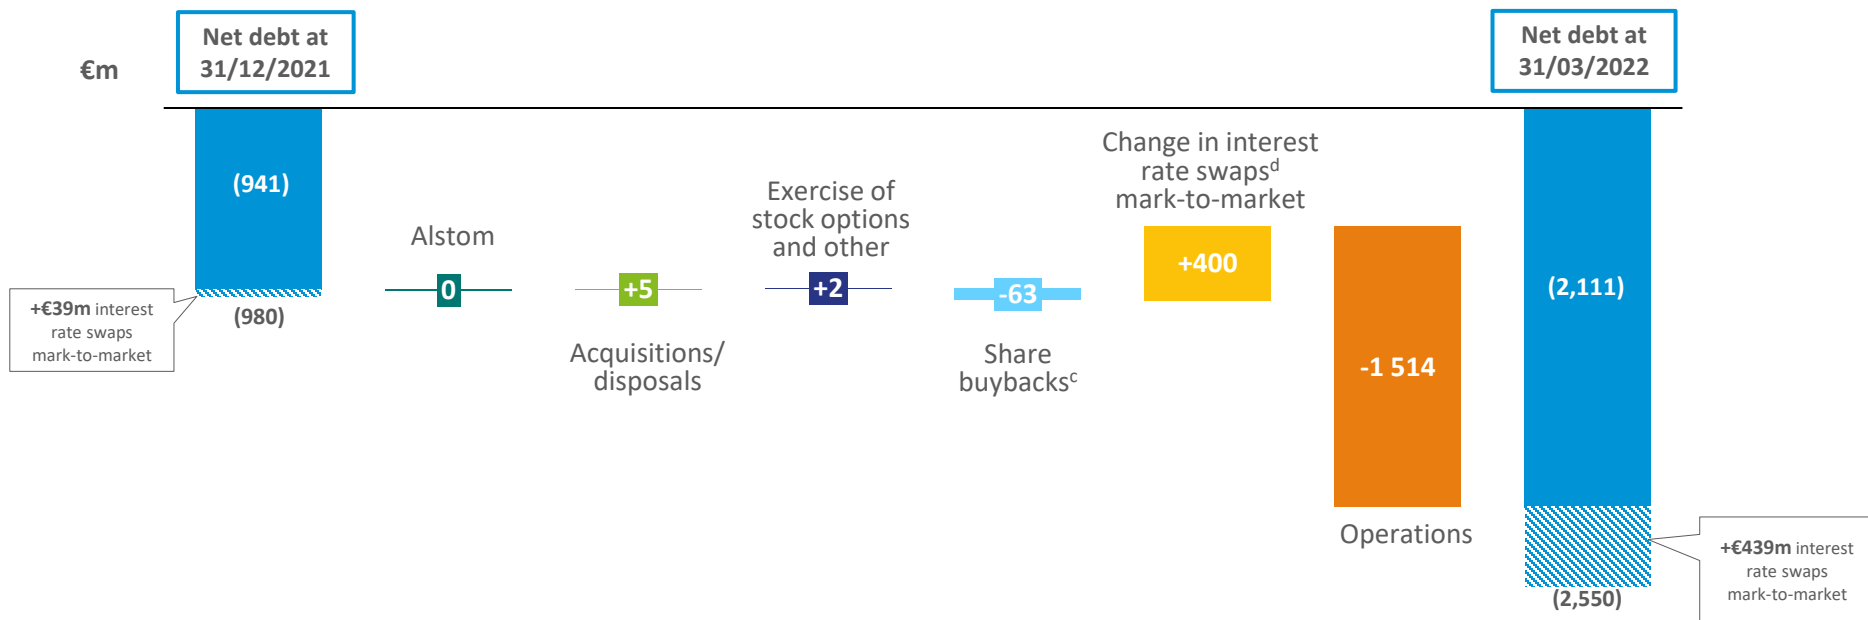 €m
Net debt at
31/12/2021
Net debt at
31/03/2022
(941)
+€39m interest
rate swaps
mark-to-market
(980)
Alstom
0
+5
Acquisitions/
disposals
Exercise of
stock options
and other
+2
-63
Share
buybacksᶜ
Change in interest
rate swapsᵈ
mark-to-market
+400
-1 514
Operations
(2,111)
(2,550)
+€439m interest
rate swaps
mark-to-market